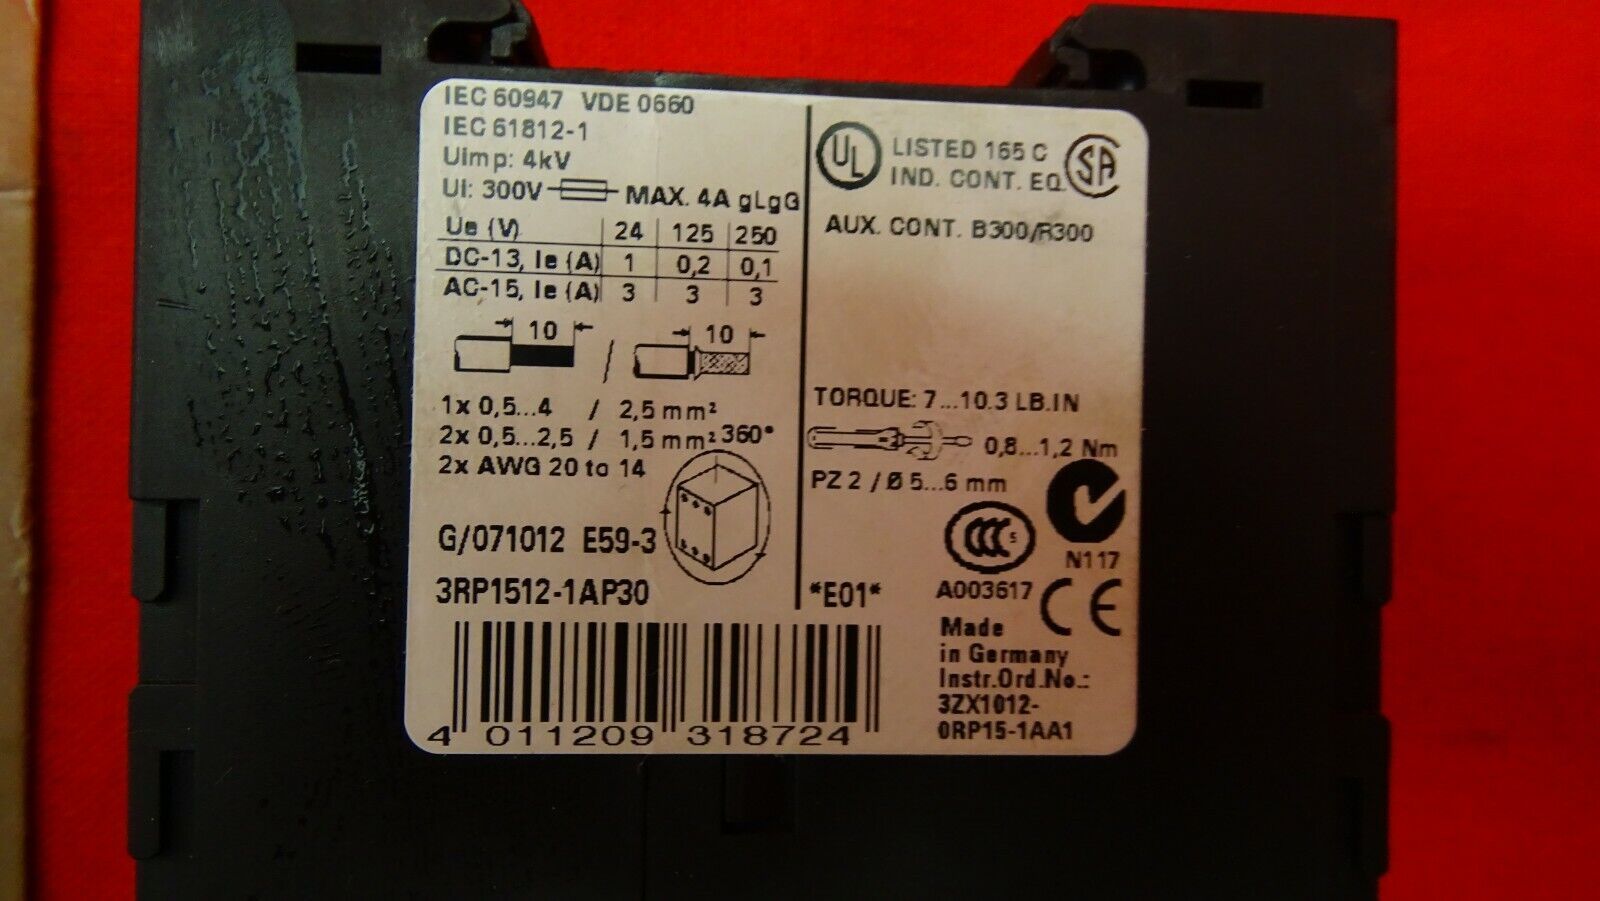 IEC 60947 VDE 0660
IEC 61812-1
Uimp: 4kV
UI: 300V MAX. 4A gLgG
Ue (V) 24 125 250
DC-13, Ie (A) 1 0,2 0,1
AC-15, Ie (A) 3 3 3
10 / 10
1x 0,5...4 / 2,5 mm²
2x 0,5...2,5 / 1,5 mm² 360°
2x AWG 20 to 14
G/071012 E59-3
3RP1512-1AP30
4 011209 318724
UL LISTED 165 C SA
IND. CONT. EQ.
AUX. CONT. B300/R300
TORQUE: 7...10.3 LB.IN
0,8...1,2 Nm
PZ 2 / Ø 5...6 mm
CCC S
N117
*E01* A003617 CE
Made
in Germany
Instr.Ord.No.:
3ZX1012-
0RP15-1AA1